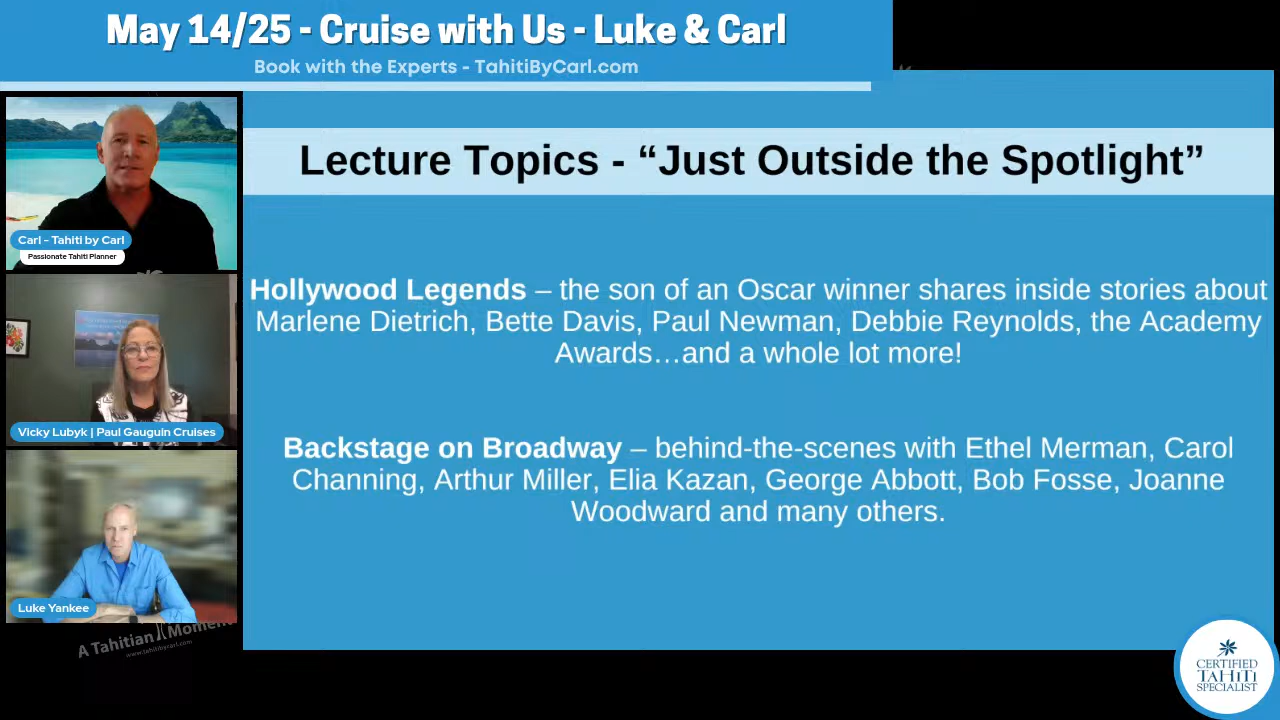 May 14/25 - Cruise with Us - Luke & Carl
Book with the Experts - TahitiByCarl.com
Lecture Topics - “Just Outside the Spotlight”
Carl - Tahiti by Carl
Passionate Tahiti Planner
Hollywood Legends – the son of an Oscar winner shares inside stories about
Marlene Dietrich, Bette Davis, Paul Newman, Debbie Reynolds, the Academy
Awards…and a whole lot more!
Vicky Lubyk | Paul Gauguin Cruises
Backstage on Broadway – behind-the-scenes with Ethel Merman, Carol
Channing, Arthur Miller, Elia Kazan, George Abbott, Bob Fosse, Joanne
Woodward and many others.
Luke Yankee
A Tahitian Moment
www.tahitibycarl.com
CERTIFIED
TAHITI
SPECIALIST